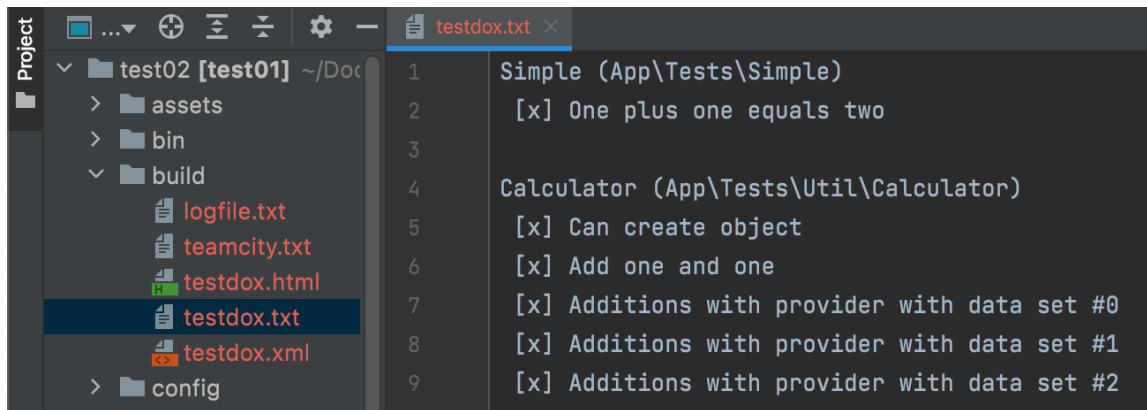 Project
...
test02 [test01] ~/Doc
assets
bin
build
logfile.txt
teamcity.txt
testdox.html
testdox.txt
testdox.xml
config
testdox.txt
1 Simple (App\Tests\Simple)
2 [x] One plus one equals two
3
4 Calculator (App\Tests\Util\Calculator)
5 [x] Can create object
6 [x] Add one and one
7 [x] Additions with provider with data set #0
8 [x] Additions with provider with data set #1
9 [x] Additions with provider with data set #2